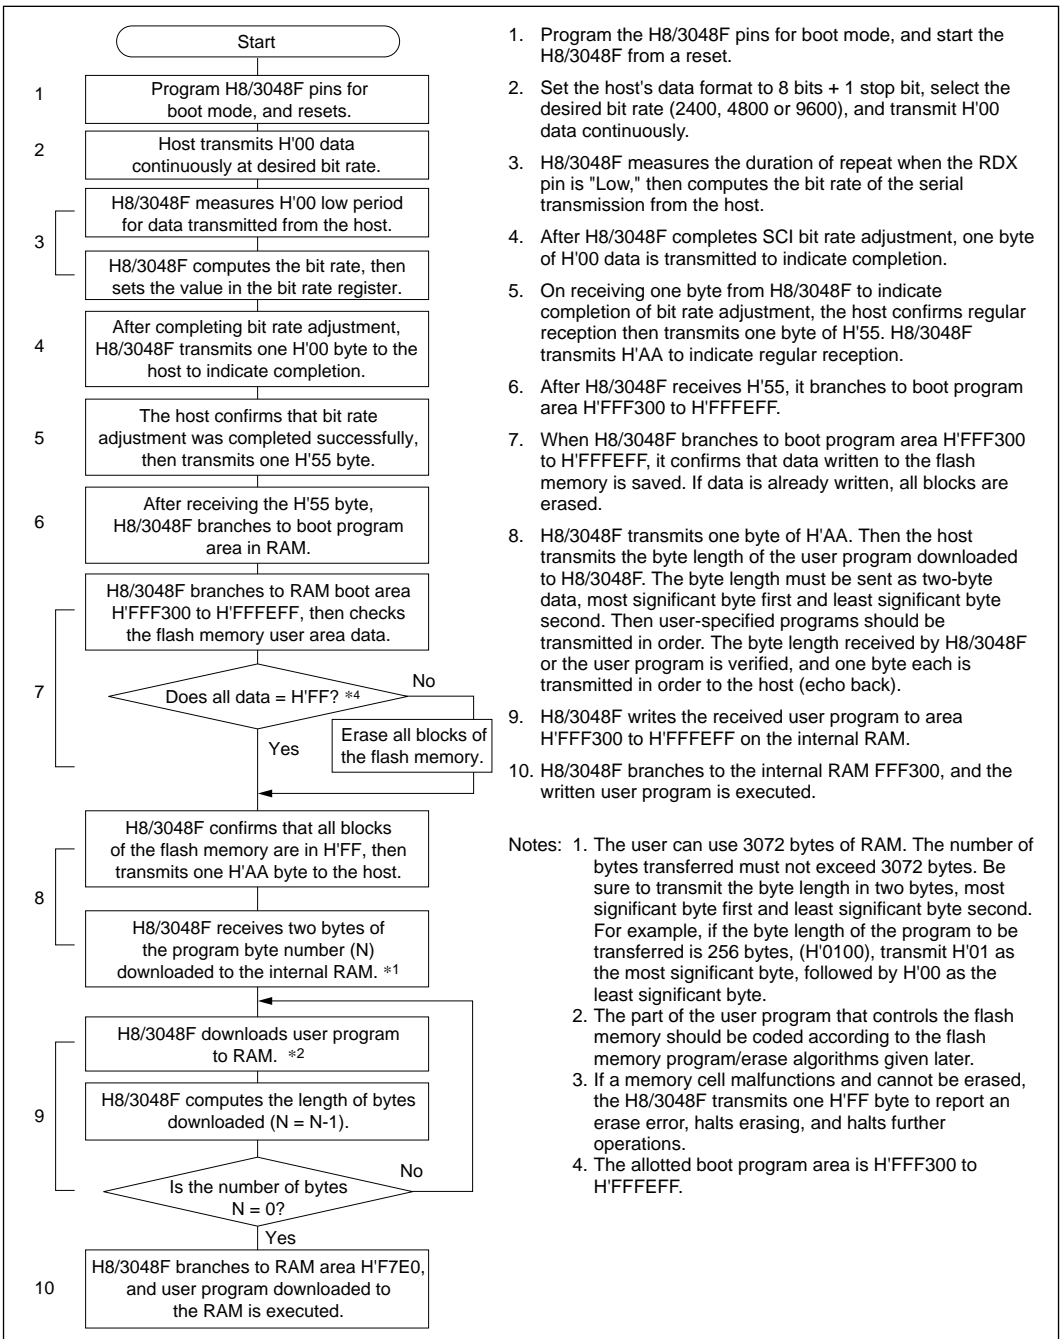 Start
1
Program H8/3048F pins for
boot mode, and resets.
2
Host transmits H'00 data
continuously at desired bit rate.
3
H8/3048F measures H'00 low period
for data transmitted from the host.
H8/3048F computes the bit rate, then
sets the value in the bit rate register.
4
After completing bit rate adjustment,
H8/3048F transmits one H'00 byte to the
host to indicate completion.
5
The host confirms that bit rate
adjustment was completed successfully,
then transmits one H'55 byte.
6
After receiving the H'55 byte,
H8/3048F branches to boot program
area in RAM.
7
H8/3048F branches to RAM boot area
H'FFF300 to H'FFFEFF, then checks
the flash memory user area data.
Does all data = H'FF? *4
No
Yes
Erase all blocks of
the flash memory.
8
H8/3048F confirms that all blocks
of the flash memory are in H'FF, then
transmits one H'AA byte to the host.
H8/3048F receives two bytes of
the program byte number (N)
downloaded to the internal RAM. *1
9
H8/3048F downloads user program
to RAM. *2
H8/3048F computes the length of bytes
downloaded (N = N-1).
Is the number of bytes
N = 0?
No
Yes
10
H8/3048F branches to RAM area H'F7E0,
and user program downloaded to
the RAM is executed.
1. Program the H8/3048F pins for boot mode, and start the
H8/3048F from a reset.
2. Set the host's data format to 8 bits + 1 stop bit, select the
desired bit rate (2400, 4800 or 9600), and transmit H'00
data continuously.
3. H8/3048F measures the duration of repeat when the RDX
pin is "Low," then computes the bit rate of the serial
transmission from the host.
4. After H8/3048F completes SCI bit rate adjustment, one byte
of H'00 data is transmitted to indicate completion.
5. On receiving one byte from H8/3048F to indicate
completion of bit rate adjustment, the host confirms regular
reception then transmits one byte of H'55. H8/3048F
transmits H'AA to indicate regular reception.
6. After H8/3048F receives H'55, it branches to boot program
area H'FFF300 to H'FFFEFF.
7. When H8/3048F branches to boot program area H'FFF300
to H'FFFEFF, it confirms that data written to the flash
memory is saved. If data is already written, all blocks are
erased.
8. H8/3048F transmits one byte of H'AA. Then the host
transmits the byte length of the user program downloaded
to H8/3048F. The byte length must be sent as two-byte
data, most significant byte first and least significant byte
second. Then user-specified programs should be
transmitted in order. The byte length received by H8/3048F
or the user program is verified, and one byte each is
transmitted in order to the host (echo back).
9. H8/3048F writes the received user program to area
H'FFF300 to H'FFFEFF on the internal RAM.
10. H8/3048F branches to the internal RAM FFF300, and the
written user program is executed.
Notes: 1. The user can use 3072 bytes of RAM. The number of
bytes transferred must not exceed 3072 bytes. Be
sure to transmit the byte length in two bytes, most
significant byte first and least significant byte second.
For example, if the byte length of the program to be
transferred is 256 bytes, (H'0100), transmit H'01 as
the most significant byte, followed by H'00 as the
least significant byte.
2. The part of the user program that controls the flash
memory should be coded according to the flash
memory program/erase algorithms given later.
3. If a memory cell malfunctions and cannot be erased,
the H8/3048F transmits one H'FF byte to report an
erase error, halts erasing, and halts further
operations.
4. The allotted boot program area is H'FFF300 to
H'FFFEFF.